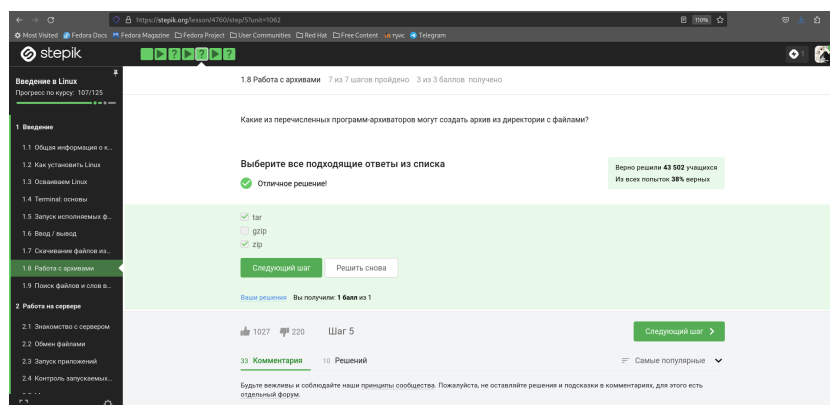 https://stepik.org/lesson/4760/step/5?unit=1062
110%
Most Visited Fedora Docs Fedora Magazine Fedora Project User Communities Red Hat Free Content Telegram
stepik
1
Введение в Linux
Прогресс по курсу: 107/125
1 Введение
1.1 Общая информация о к...
1.2 Как установить Linux
1.3 Осваиваем Linux
1.4 Terminal: основы
1.5 Запуск исполняемых ф...
1.6 Ввод / вывод
1.7 Скачивание файлов из...
1.8 Работа с архивами
1.9 Поиск файлов и слов в...
2 Работа на сервере
2.1 Знакомство с сервером
2.2 Обмен файлами
2.3 Запуск приложений
2.4 Контроль запускаемых...
1.8 Работа с архивами 7 из 7 шагов пройдено 3 из 3 баллов получено
Какие из перечисленных программ-архиваторов могут создать архив из директории с файлами?
Выберите все подходящие ответы из списка
Отличное решение!
Верно решили 43 502 учащихся
Из всех попыток 38% верных
tar
gzip
zip
Следующий шаг Решить снова
Ваши решения Вы получили: 1 балл из 1
1027 220 Шаг 5
Следующий шаг
33 Комментария 10 Решений
Самые популярные
Будьте вежливы и соблюдайте наши принципы сообщества. Пожалуйста, не оставляйте решения и подсказки в комментариях, для этого есть
отдельный форум.